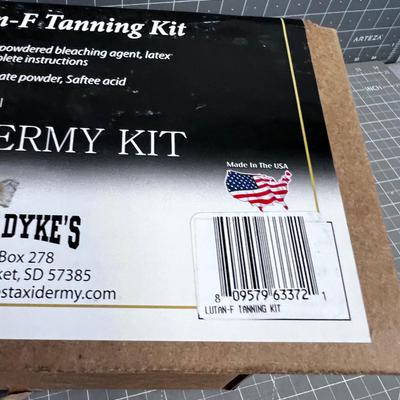 n-F Tanning Kit
powdered bleaching agent, latex
plete instructions
ate powder, Saftee acid
ERMY KIT
Made In The USA
DYKE'S
Box 278
ket, SD 57385
staxidermy.com
8 09579 63372 1
LUTAN-F TANNING KIT
ARTEZA
INCH